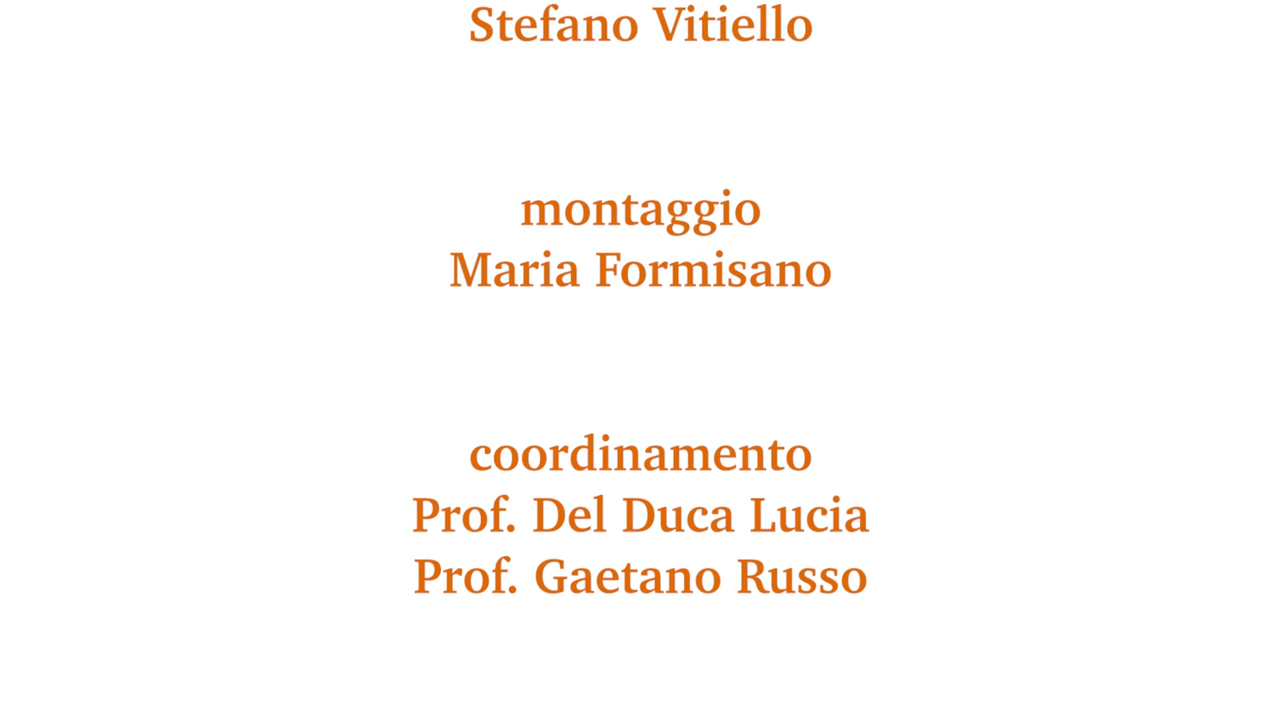 Stefano Vitiello
montaggio
Maria Formisano
coordinamento
Prof. Del Duca Lucia
Prof. Gaetano Russo